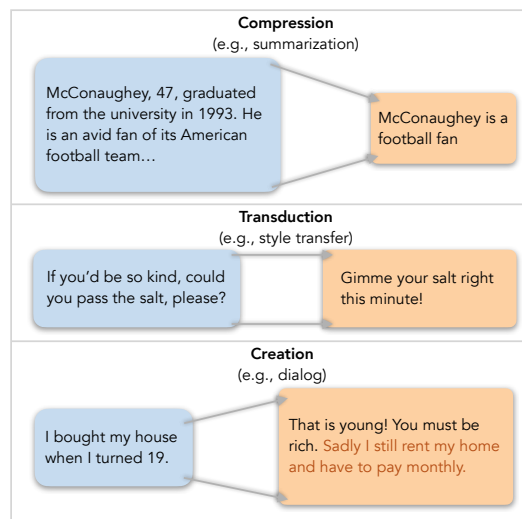 Compression
(e.g., summarization)
McConaughey, 47, graduated
from the university in 1993. He
is an avid fan of its American
football team…
McConaughey is a
football fan
Transduction
(e.g., style transfer)
If you’d be so kind, could
you pass the salt, please?
Gimme your salt right
this minute!
Creation
(e.g., dialog)
I bought my house
when I turned 19.
That is young! You must be
rich. Sadly I still rent my home
and have to pay monthly.